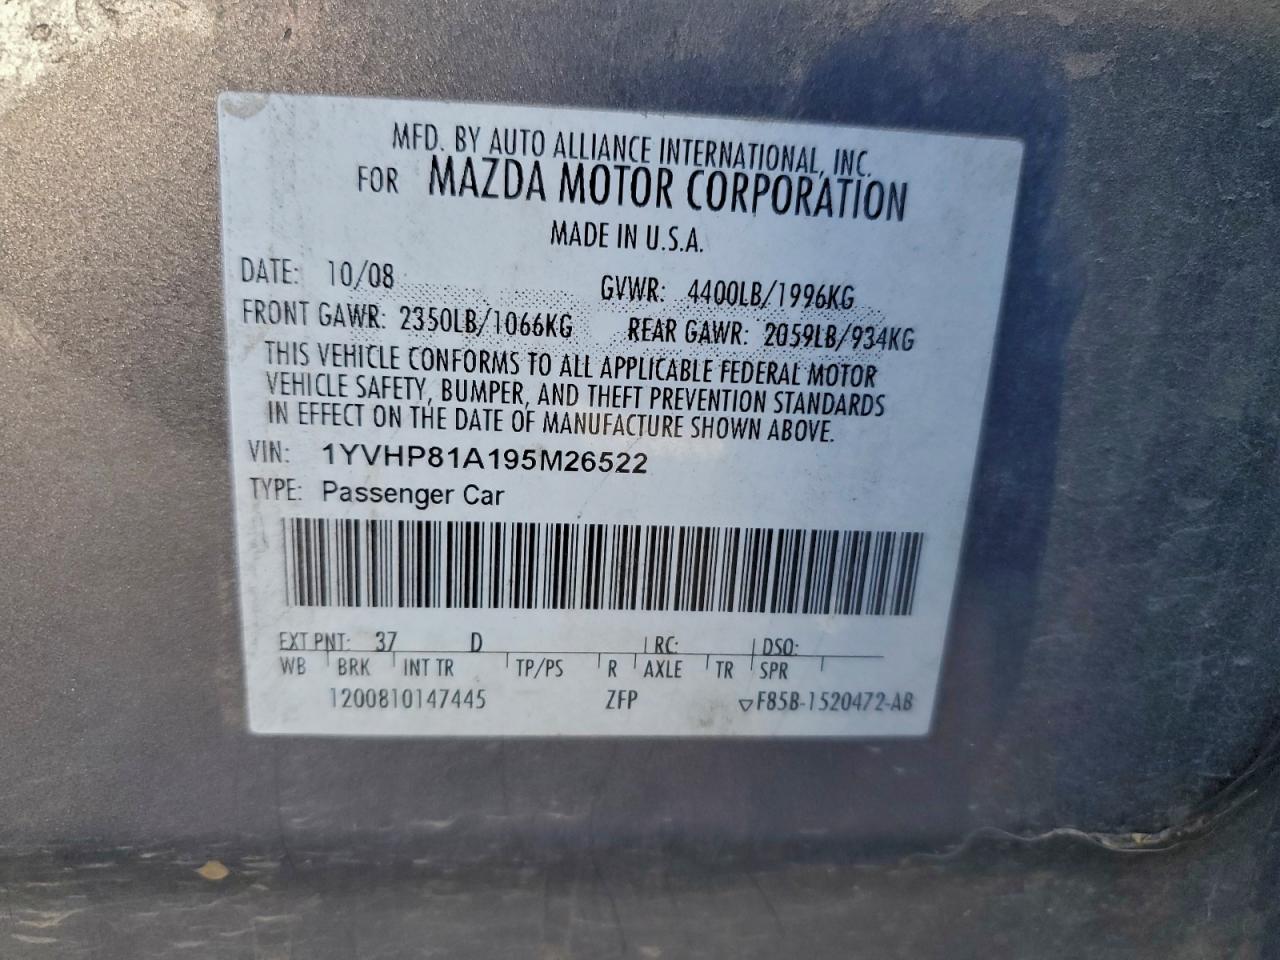 MFD. BY AUTO ALLIANCE INTERNATIONAL, INC.
FOR MAZDA MOTOR CORPORATION
MADE IN U.S.A.
DATE: 10/08 GVWR: 4400LB/1996KG
FRONT GAWR: 2350LB/1066KG REAR GAWR: 2059LB/934KG
THIS VEHICLE CONFORMS TO ALL APPLICABLE FEDERAL MOTOR
VEHICLE SAFETY, BUMPER, AND THEFT PREVENTION STANDARDS
IN EFFECT ON THE DATE OF MANUFACTURE SHOWN ABOVE.
VIN: 1YVHP81A195M26522
TYPE: Passenger Car
EXT PNT: 37 D RC: DSO:
WB BRK INT TR TP/PS R AXLE TR SPR
1200810147445 ZFP ▽F85B-1520472-AB